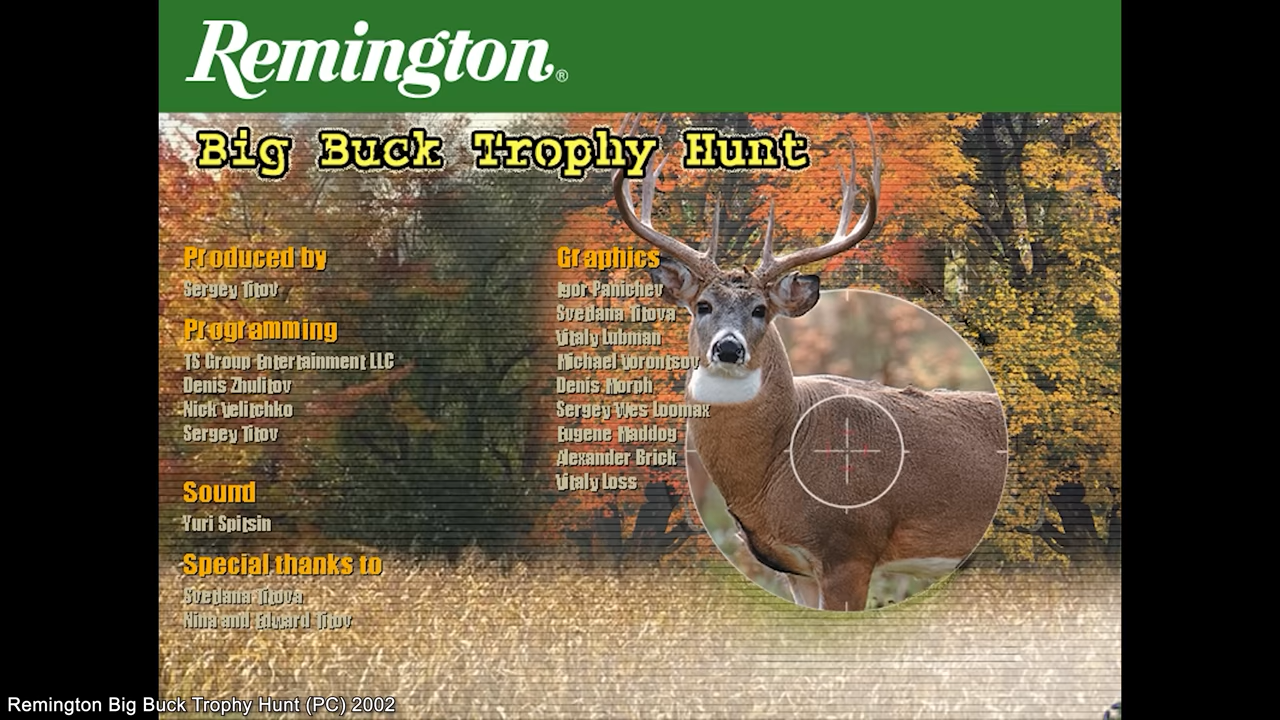 Remington®
Big Buck Trophy Hunt
Produced by
Sergey Titov
Programming
TS Group Entertainment LLC
Denis Zhulitov
Nick Velitchko
Sergey Titov
Sound
Yuri Spitsin
Special thanks to
Svetlana Titova
Nina and Edward Titov
Graphics
Igor Panichev
Svetlana Titova
Vitaly Lubman
Michael Vorontsov
Denis Morph
Sergey Wes Loomax
Eugene Maddog
Alexander Brick
Vitaly Loss
Remington Big Buck Trophy Hunt (PC) 2002